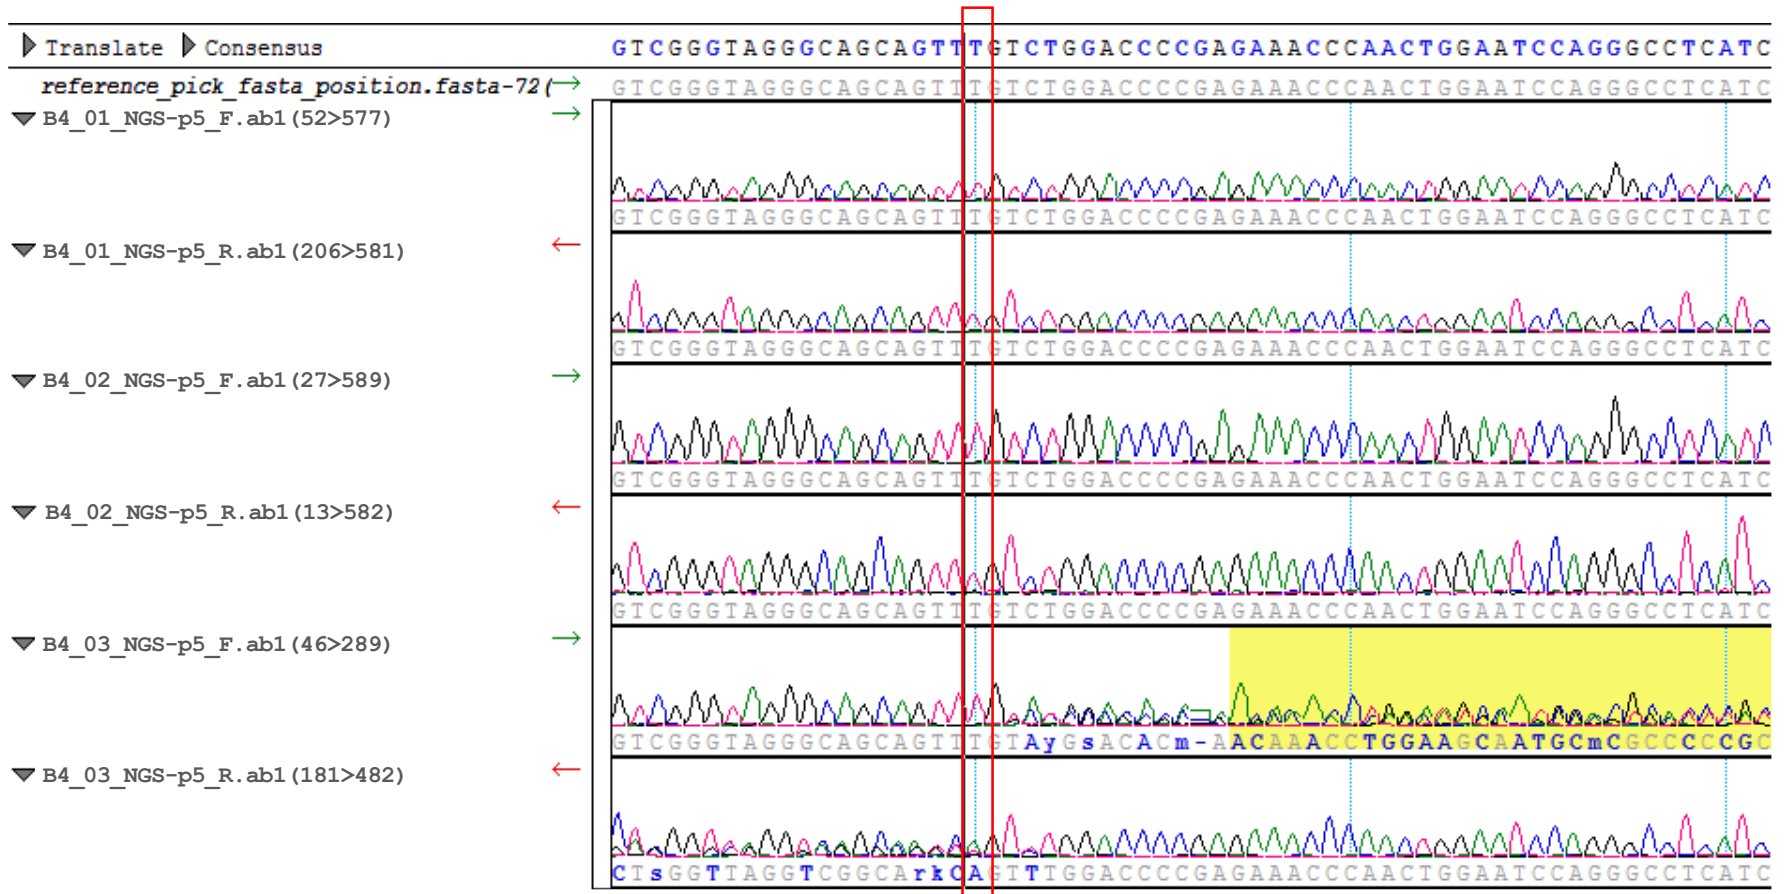 Translate Consensus GTCGGGTAGGGCAGCAGTTTGTCTGGACCCCGAGAAACCCAACTGGAATCCAGGGCCTCATC
reference_pick_fasta_position.fasta-72( → GTCGGGTAGGGCAGCAGTTTGTCTGGACCCCGAGAAACCCAACTGGAATCCAGGGCCTCATC
B4_01_NGS-p5_F.ab1(52>577) →
GTCGGGTAGGGCAGCAGTTTGTCTGGACCCCGAGAAACCCAACTGGAATCCAGGGCCTCATC
B4_01_NGS-p5_R.ab1(206>581) ←
GTCGGGTAGGGCAGCAGTTTGTCTGGACCCCGAGAAACCCAACTGGAATCCAGGGCCTCATC
B4_02_NGS-p5_F.ab1(27>589) →
GTCGGGTAGGGCAGCAGTTTGTCTGGACCCCGAGAAACCCAACTGGAATCCAGGGCCTCATC
B4_02_NGS-p5_R.ab1(13>582) ←
GTCGGGTAGGGCAGCAGTTTGTCTGGACCCCGAGAAACCCAACTGGAATCCAGGGCCTCATC
B4_03_NGS-p5_F.ab1(46>289) →
GTCGGGTAGGGCAGCAGTTTGTAyGsACACm-AACAAACCTGGAAGCAATGCmCGCCCCCGC
B4_03_NGS-p5_R.ab1(181>482) ←
CTsGGTTAGGTCGGCArkCAGTTTGGACCCCGAGAAACCCAACTGGAATCCAGGGCCTCATC